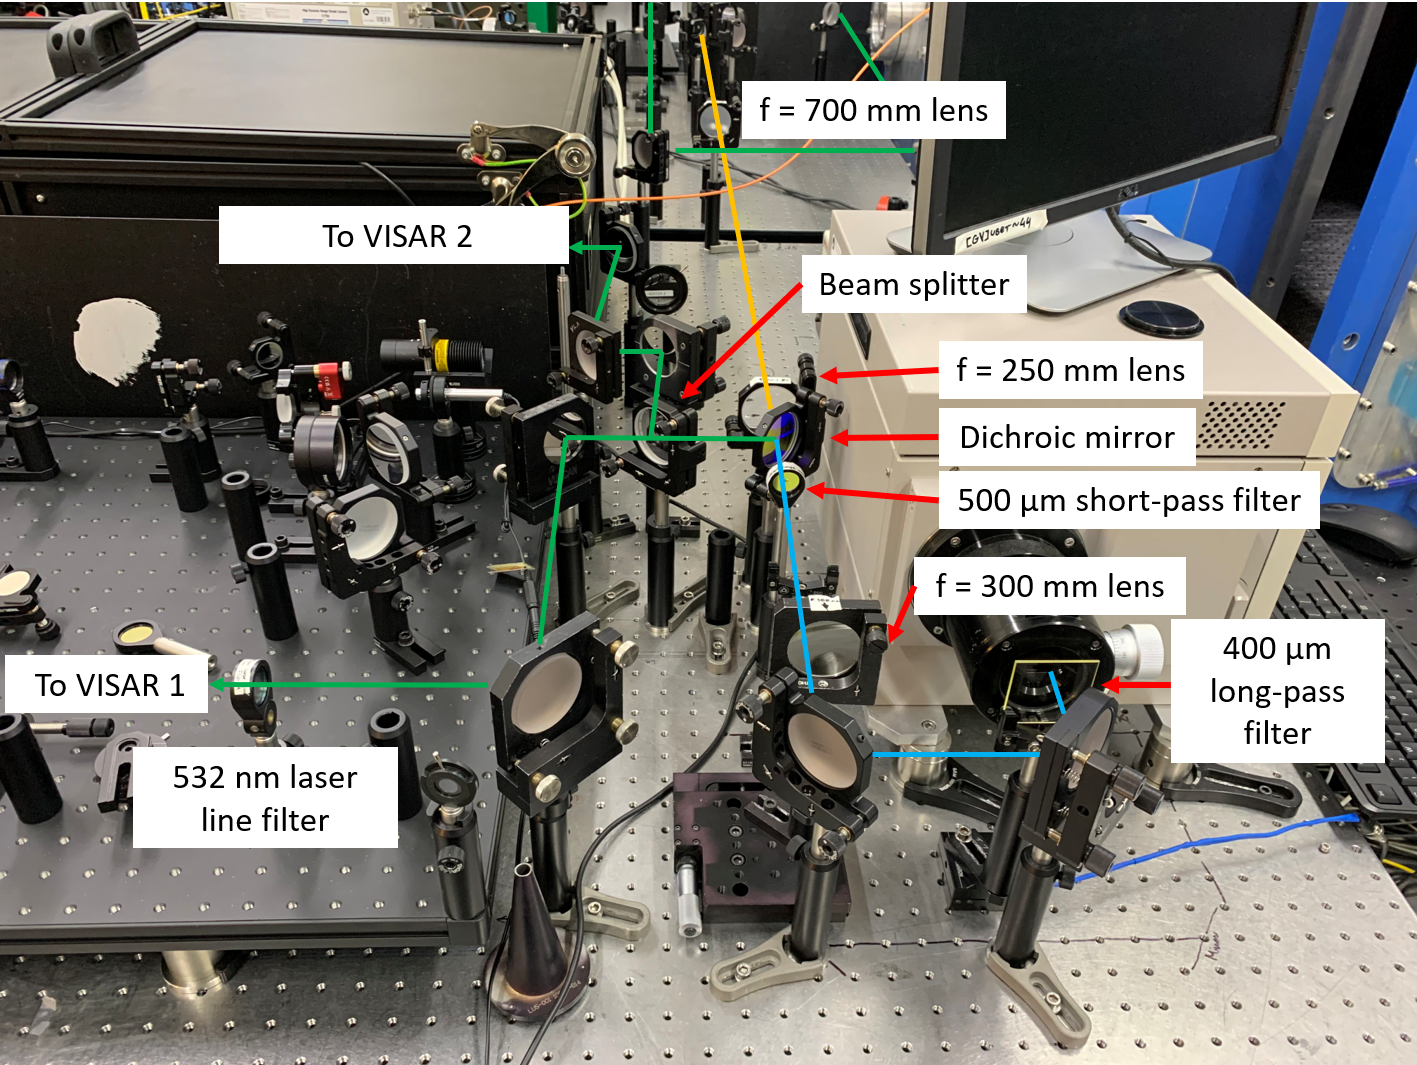 f = 700 mm lens
To VISAR 2
Beam splitter
f = 250 mm lens
Dichroic mirror
500 µm short-pass filter
f = 300 mm lens
400 µm
long-pass
filter
To VISAR 1
532 nm laser
line filter